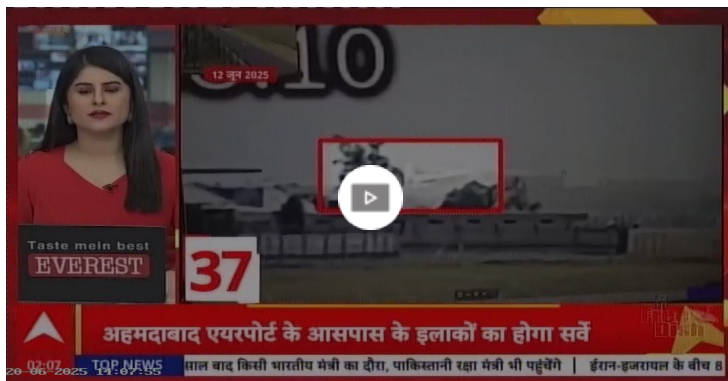 12 जून 2025
:10
Taste mein best
EVEREST
37
अहमदाबाद एयरपोर्ट के आसपास के इलाकों का होगा सर्वे
02:07
TOP NEWS
साल बाद किसी भारतीय मंत्री का दौरा, पाकिस्तानी रक्षा मंत्री भी पहुंचेंगे | ईरान-इजरायल के बीच
20-06-2025 14:07:55